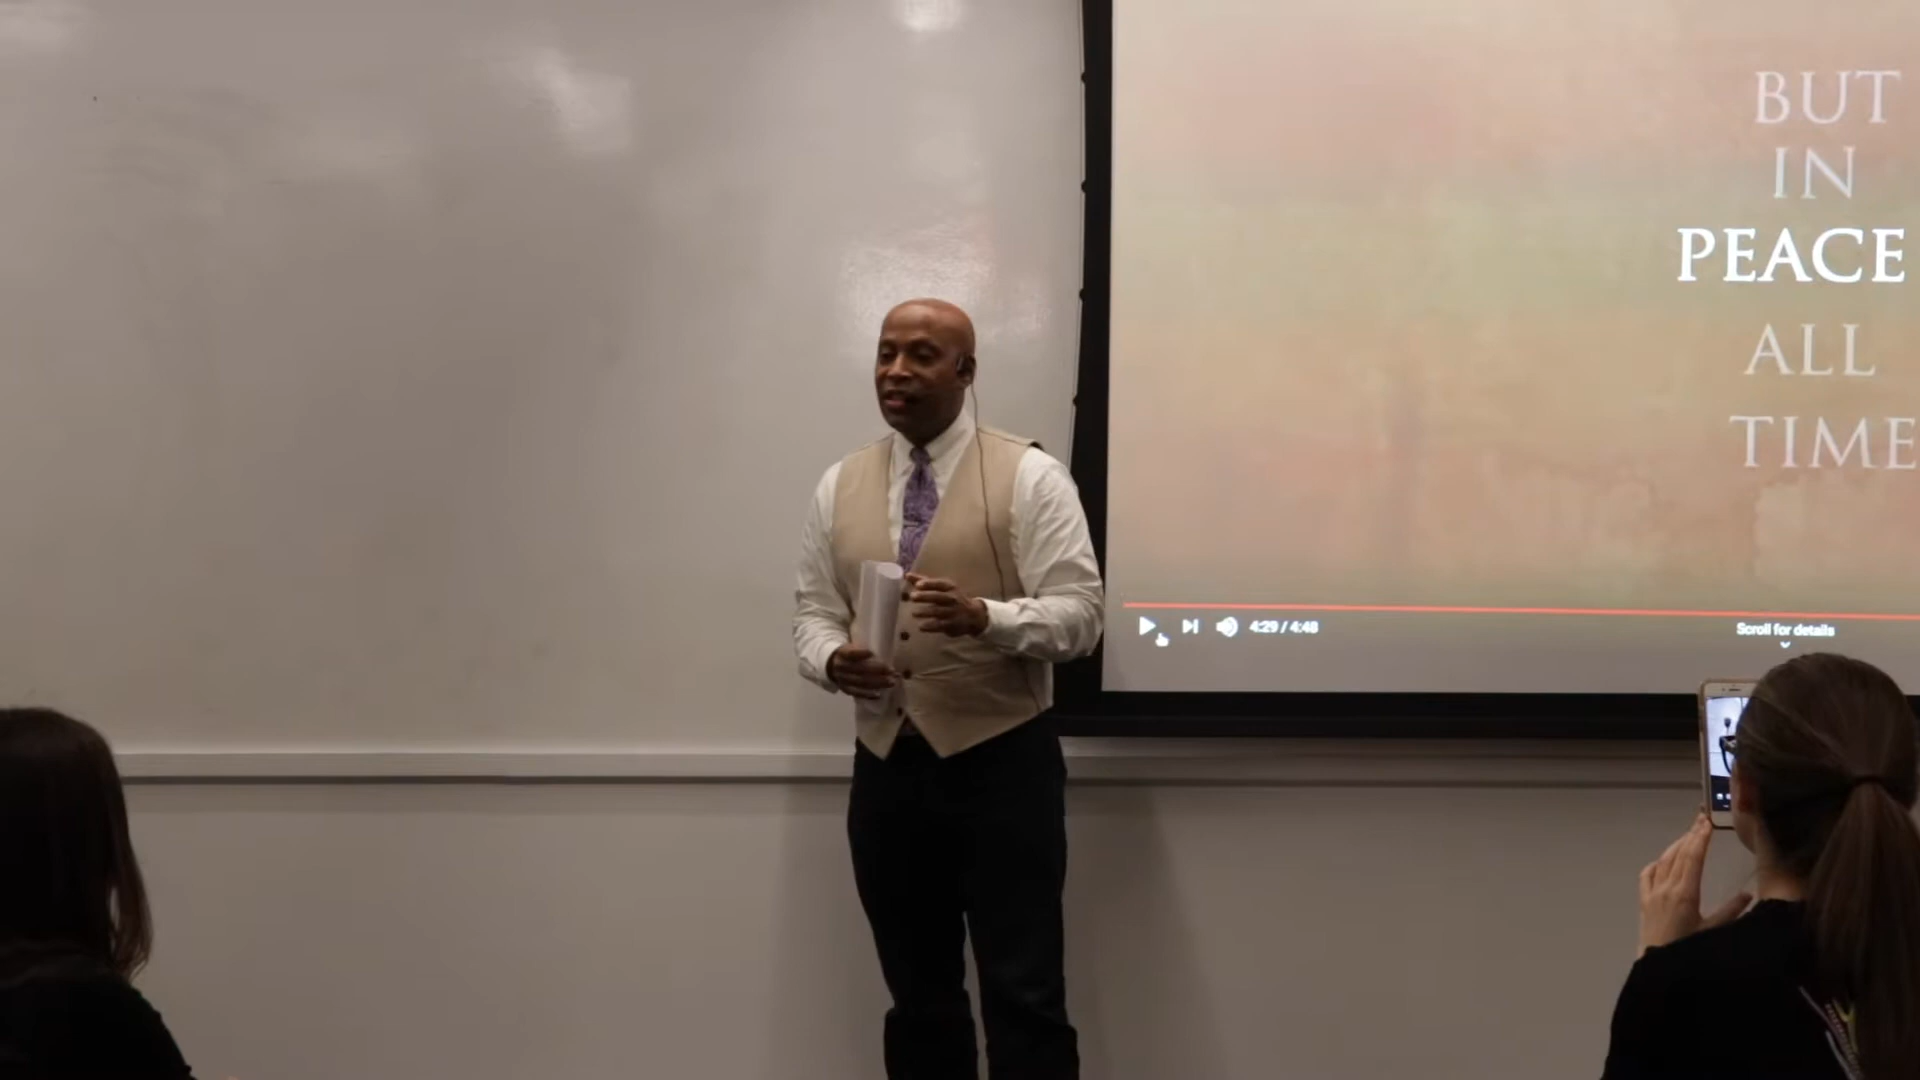 BUT
IN
PEACE
ALL
TIME
4:29 / 4:48
Scroll for details